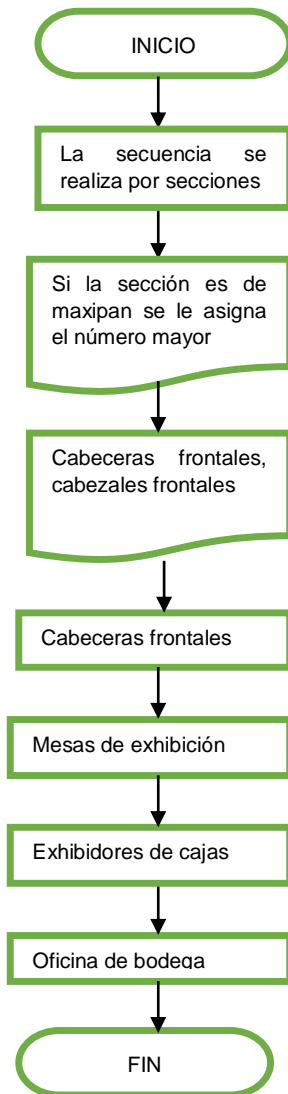 INICIO
La secuencia se
realiza por secciones
Si la sección es de
maxipan se le asigna
el número mayor
Cabeceras frontales,
cabezales frontales
Cabeceras frontales
Mesas de exhibición
Exhibidores de cajas
Oficina de bodega
FIN